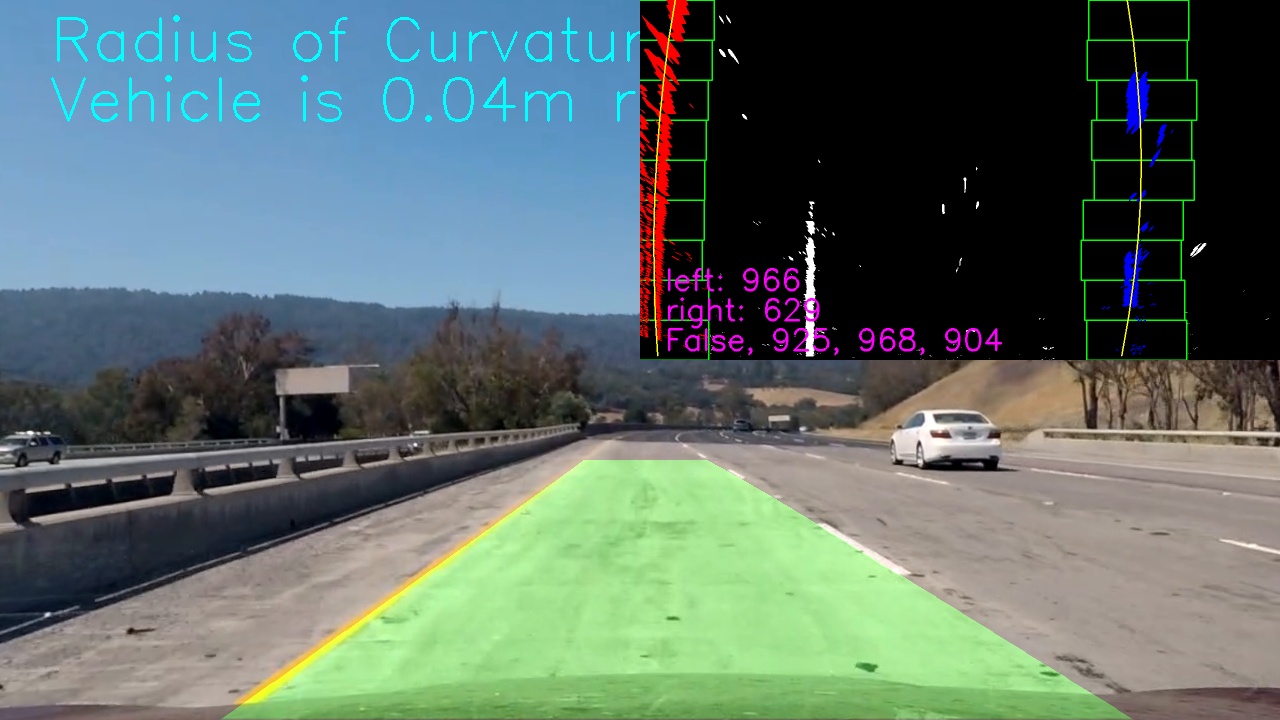 Radius of Curvatur
Vehicle is 0.04m r
left: 966
right: 629
False, 925, 968, 904